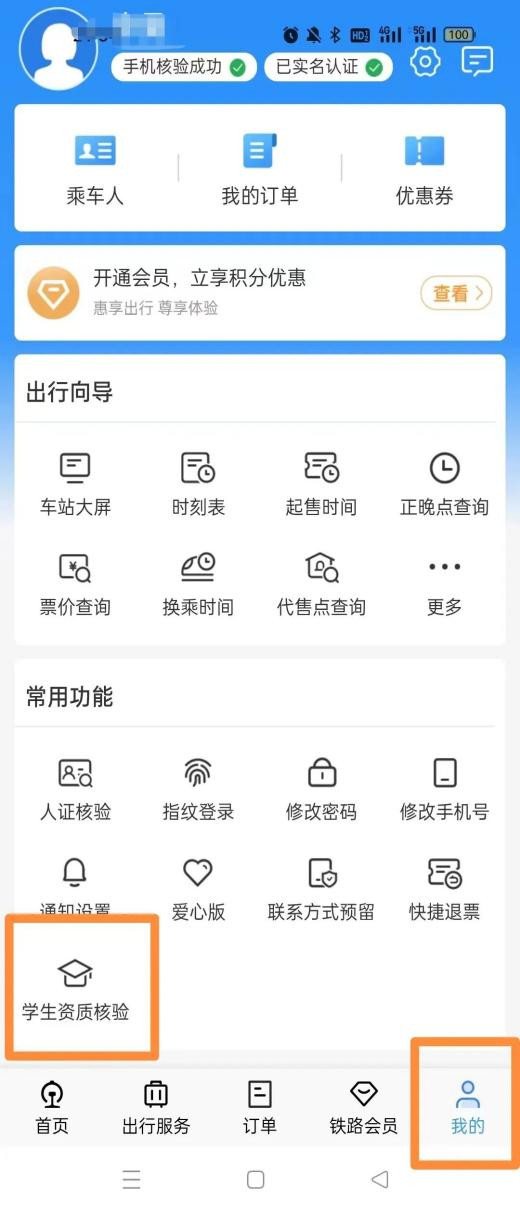 4G 5G 100
手机核验成功 已实名认证
乘车人 我的订单 优惠券
开通会员，立享积分优惠
惠享出行 尊享体验
查看
出行向导
车站大屏 时刻表 起售时间 正晚点查询
票价查询 换乘时间 代售点查询 更多
常用功能
人证核验 指纹登录 修改密码 修改手机号
通知设置 爱心版 联系方式预留 快捷退票
学生资质核验
首页 出行服务 订单 铁路会员 我的